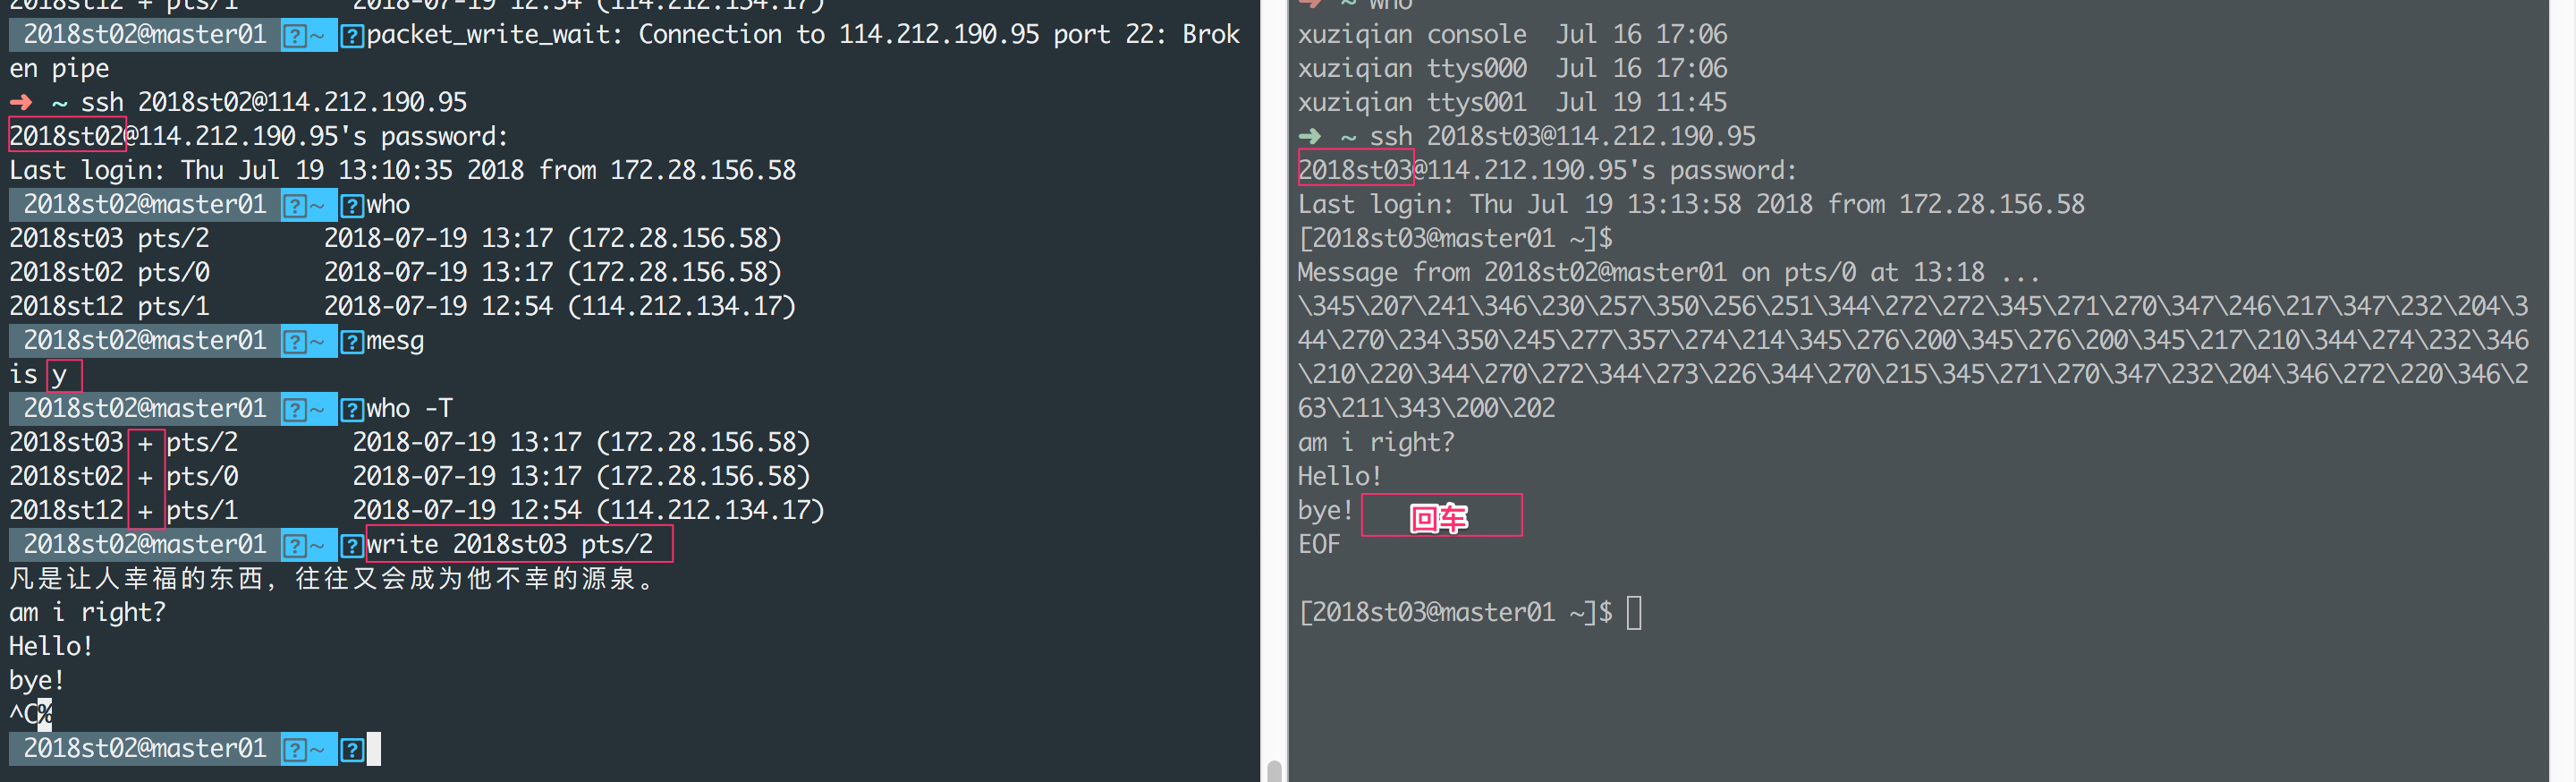 2018st12 + pts/1        2018-07-19 12:54 (114.212.134.17)
2018st02@master01 ~ packet_write_wait: Connection to 114.212.190.95 port 22: Brok
en pipe
➜ ~ ssh 2018st02@114.212.190.95
2018st02@114.212.190.95's password:
Last login: Thu Jul 19 13:10:35 2018 from 172.28.156.58
2018st02@master01 ~ who
2018st03 pts/2        2018-07-19 13:17 (172.28.156.58)
2018st02 pts/0        2018-07-19 13:17 (172.28.156.58)
2018st12 pts/1        2018-07-19 12:54 (114.212.134.17)
2018st02@master01 ~ mesg
is y
2018st02@master01 ~ who -T
2018st03 + pts/2        2018-07-19 13:17 (172.28.156.58)
2018st02 + pts/0        2018-07-19 13:17 (172.28.156.58)
2018st12 + pts/1        2018-07-19 12:54 (114.212.134.17)
2018st02@master01 ~ write 2018st03 pts/2
凡是让人幸福的东西，往往又会成为他不幸的源泉。
am i right?
Hello!
bye!
^C%
2018st02@master01 ~
➜ ~ who
xuziqian console  Jul 16 17:06
xuziqian ttys000  Jul 16 17:06
xuziqian ttys001  Jul 19 11:45
➜ ~ ssh 2018st03@114.212.190.95
2018st03@114.212.190.95's password:
Last login: Thu Jul 19 13:13:58 2018 from 172.28.156.58
[2018st03@master01 ~]$
Message from 2018st02@master01 on pts/0 at 13:18 ...
\345\207\241\346\230\257\350\256\251\344\272\272\345\271\270\347\246\217\347\232\204\3
44\270\234\350\245\277\357\274\214\345\276\200\345\276\200\345\217\210\344\274\232\346
\210\220\344\270\272\344\273\226\344\270\215\345\271\270\347\232\204\346\272\220\346\2
63\211\343\200\202
am i right?
Hello!
bye! 回车
EOF
[2018st03@master01 ~]$